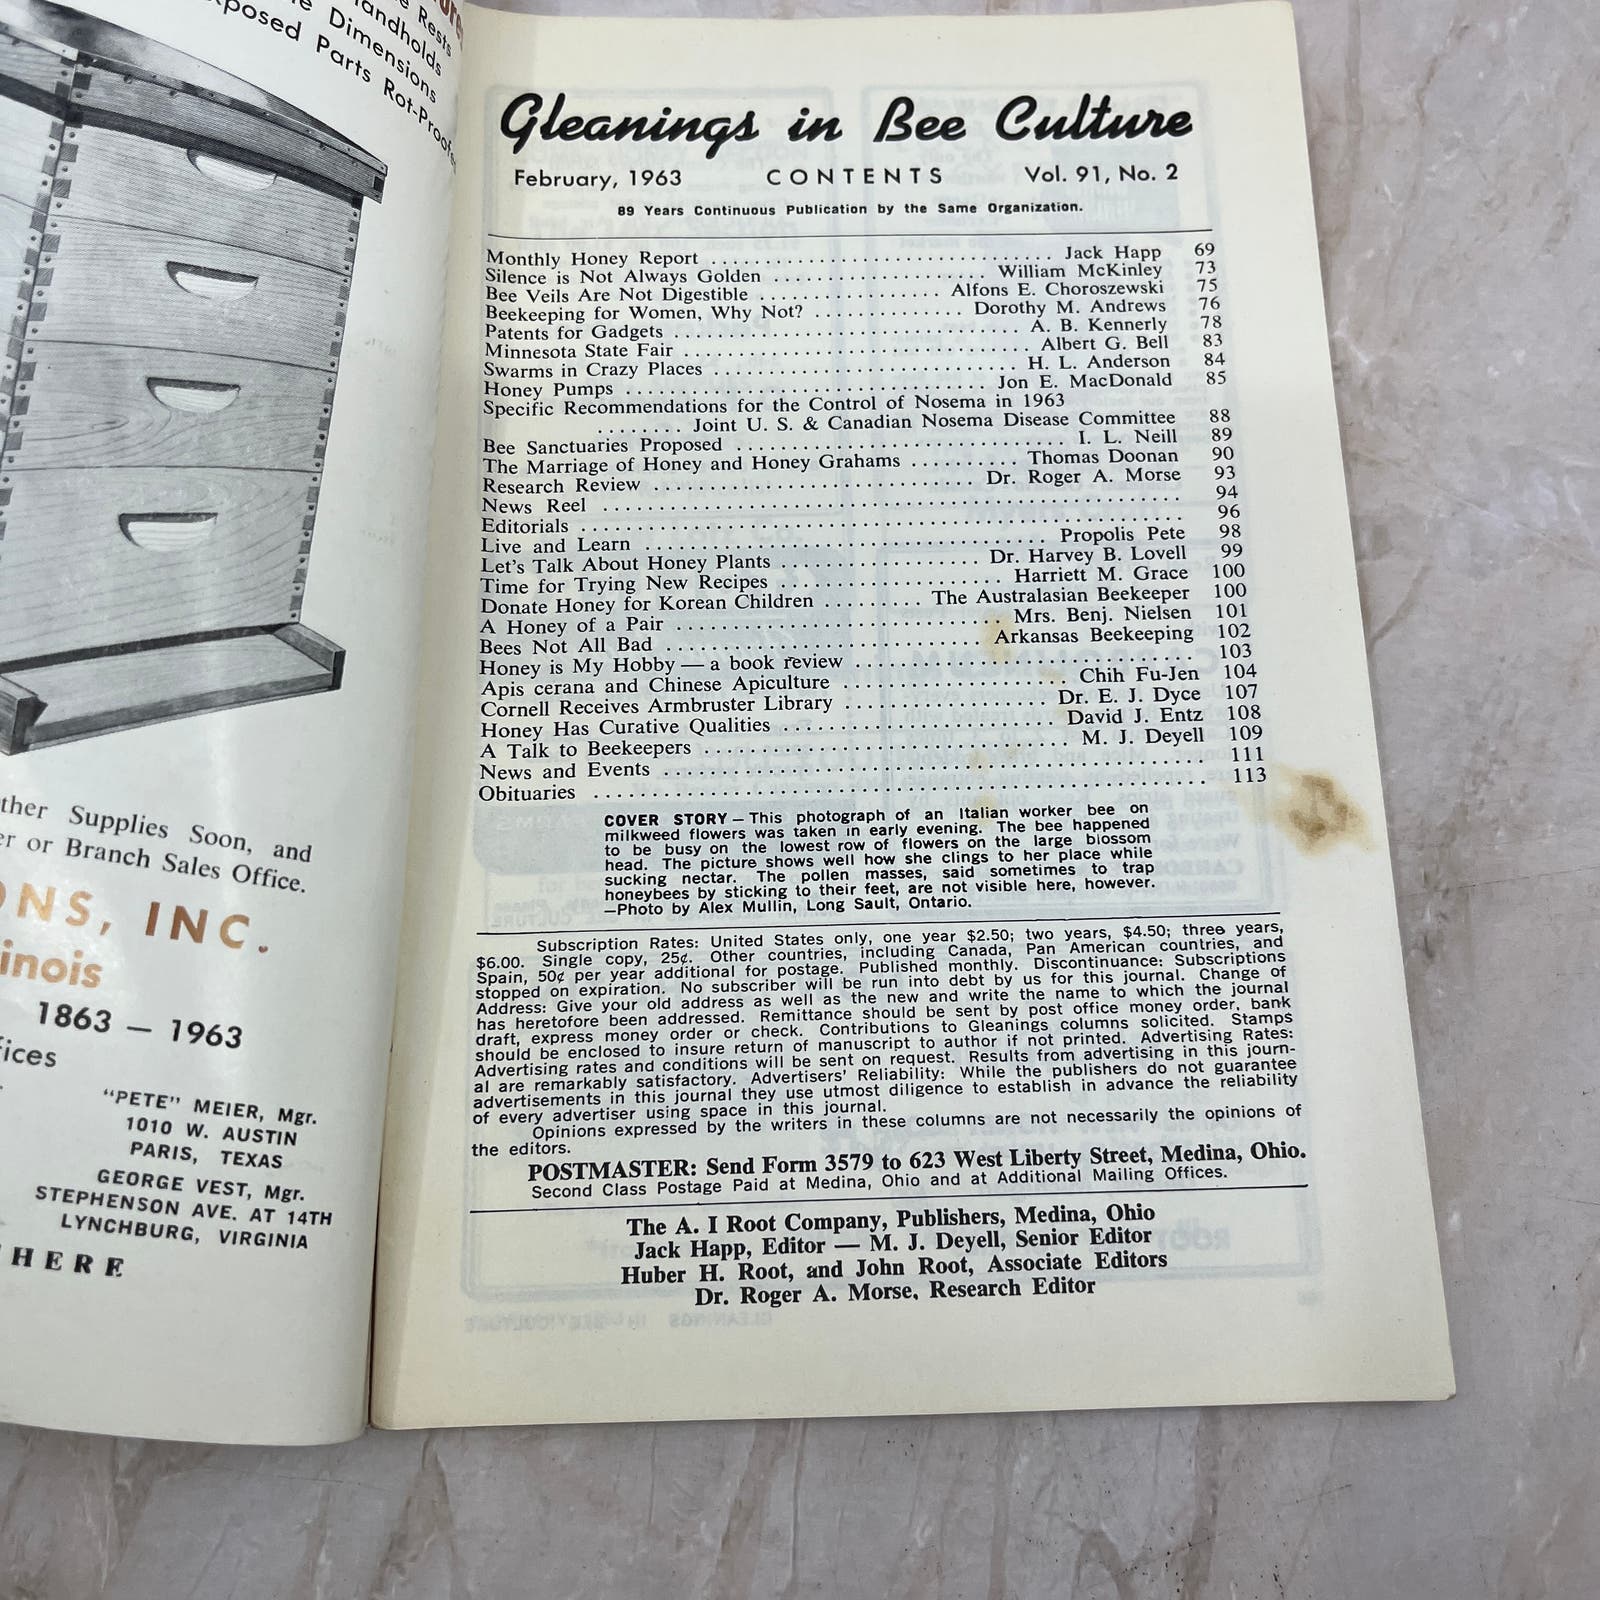 Rests
Handholds
Dimensions
xposed Parts Rot-Proofed
ther Supplies Soon, and
er or Branch Sales Office.
ONS, INC.
inois
1863 — 1963
fices
"PETE" MEIER, Mgr.
1010 W. AUSTIN
PARIS, TEXAS
GEORGE VEST, Mgr.
STEPHENSON AVE. AT 14TH
LYNCHBURG, VIRGINIA
HERE
Gleanings in Bee Culture
February, 1963 CONTENTS Vol. 91, No. 2
89 Years Continuous Publication by the Same Organization.
Monthly Honey Report ........ Jack Happ 69
Silence is Not Always Golden ........ William McKinley 73
Bee Veils Are Not Digestible ........ Alfons E. Choroszewski 75
Beekeeping for Women, Why Not? ........ Dorothy M. Andrews 76
Patents for Gadgets ........ A. B. Kennerly 78
Minnesota State Fair ........ Albert G. Bell 83
Swarms in Crazy Places ........ H. L. Anderson 84
Honey Pumps ........ Jon E. MacDonald 85
Specific Recommendations for the Control of Nosema in 1963
........ Joint U. S. & Canadian Nosema Disease Committee 88
Bee Sanctuaries Proposed ........ I. L. Neill 89
The Marriage of Honey and Honey Grahams ........ Thomas Doonan 90
Research Review ........ Dr. Roger A. Morse 93
News Reel ........ 94
Editorials ........ 96
Live and Learn ........ Propolis Pete 98
Let's Talk About Honey Plants ........ Dr. Harvey B. Lovell 99
Time for Trying New Recipes ........ Harriett M. Grace 100
Donate Honey for Korean Children ........ The Australasian Beekeeper 100
A Honey of a Pair ........ Mrs. Benj. Nielsen 101
Bees Not All Bad ........ Arkansas Beekeeping 102
Honey is My Hobby — a book review ........ 103
Apis cerana and Chinese Apiculture ........ Chih Fu-Jen 104
Cornell Receives Armbruster Library ........ Dr. E. J. Dyce 107
Honey Has Curative Qualities ........ David J. Entz 108
A Talk to Beekeepers ........ M. J. Deyell 109
News and Events ........ 111
Obituaries ........ 113
COVER STORY — This photograph of an Italian worker bee on
milkweed flowers was taken in early evening. The bee happened
to be busy on the lowest row of flowers on the large blossom
head. The picture shows well how she clings to her place while
sucking nectar. The pollen masses, said sometimes to trap
honeybees by sticking to their feet, are not visible here, however.
—Photo by Alex Mullin, Long Sault, Ontario.
Subscription Rates: United States only, one year $2.50; two years, $4.50; three years,
$6.00. Single copy, 25¢. Other countries, including Canada, Pan American countries, and
Spain, 50¢ per year additional for postage. Published monthly. Discontinuance: Subscriptions
stopped on expiration. No subscriber will be run into debt by us for this journal. Change of
Address: Give your old address as well as the new and write the name to which the journal
has heretofore been addressed. Remittance should be sent by post office money order, bank
draft, express money order or check. Contributions to Gleanings columns solicited. Stamps
should be enclosed to insure return of manuscript to author if not printed. Advertising Rates:
Advertising rates and conditions will be sent on request. Results from advertising in this journ-
al are remarkably satisfactory. Advertisers' Reliability: While the publishers do not guarantee
advertisements in this journal they use utmost diligence to establish in advance the reliability
of every advertiser using space in this journal.
Opinions expressed by the writers in these columns are not necessarily the opinions of
the editors.
POSTMASTER: Send Form 3579 to 623 West Liberty Street, Medina, Ohio.
Second Class Postage Paid at Medina, Ohio and at Additional Mailing Offices.
The A. I Root Company, Publishers, Medina, Ohio
Jack Happ, Editor — M. J. Deyell, Senior Editor
Huber H. Root, and John Root, Associate Editors
Dr. Roger A. Morse, Research Editor